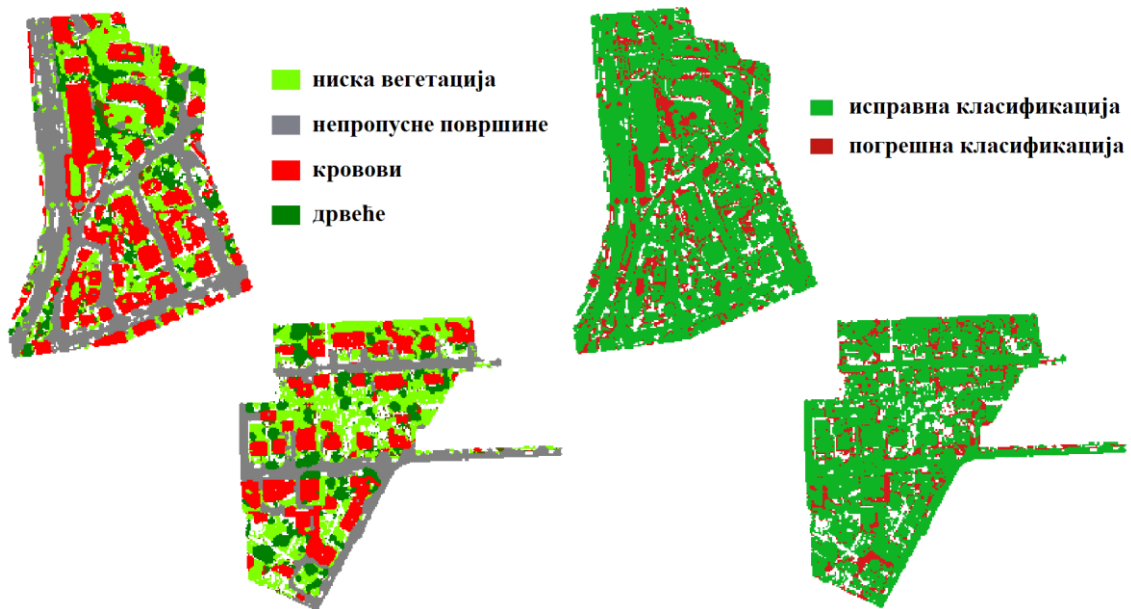 ниска вегетација
непропусне површине
кровови
дрвеће
исправна класификација
погрешна класификација